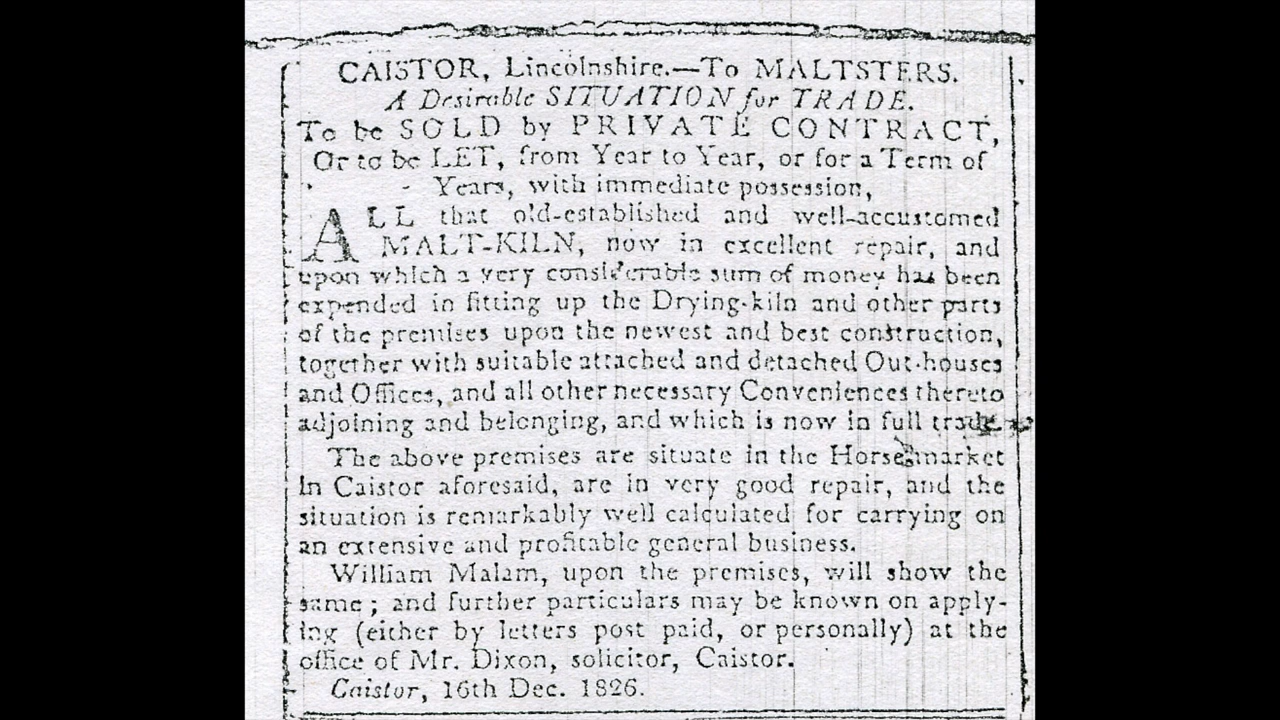 CAISTOR, Lincolnshire.—To MALTSTERS.
A Desirable SITUATION for TRADE.
To be SOLD by PRIVATE CONTRACT,
Or to be LET, from Year to Year, or for a Term of
Years, with immediate possession,
ALL that old-established and well-accustomed
MALT-KILN, now in excellent repair, and
upon which a very considerable sum of money has been
expended in fitting up the Drying-kiln and other parts
of the premises upon the newest and best construction,
together with suitable attached and detached Out-houses
and Offices, and all other necessary Conveniences thereto
adjoining and belonging, and which is now in full trade.
The above premises are situate in the Horse-market
in Caistor aforesaid, are in very good repair, and the
situation is remarkably well calculated for carrying on
an extensive and profitable general business.
William Malam, upon the premises, will show the
same; and further particulars may be known on apply-
ing (either by letters post paid, or personally) at the
office of Mr. Dixon, solicitor, Caistor.
Caistor, 16th Dec. 1826.